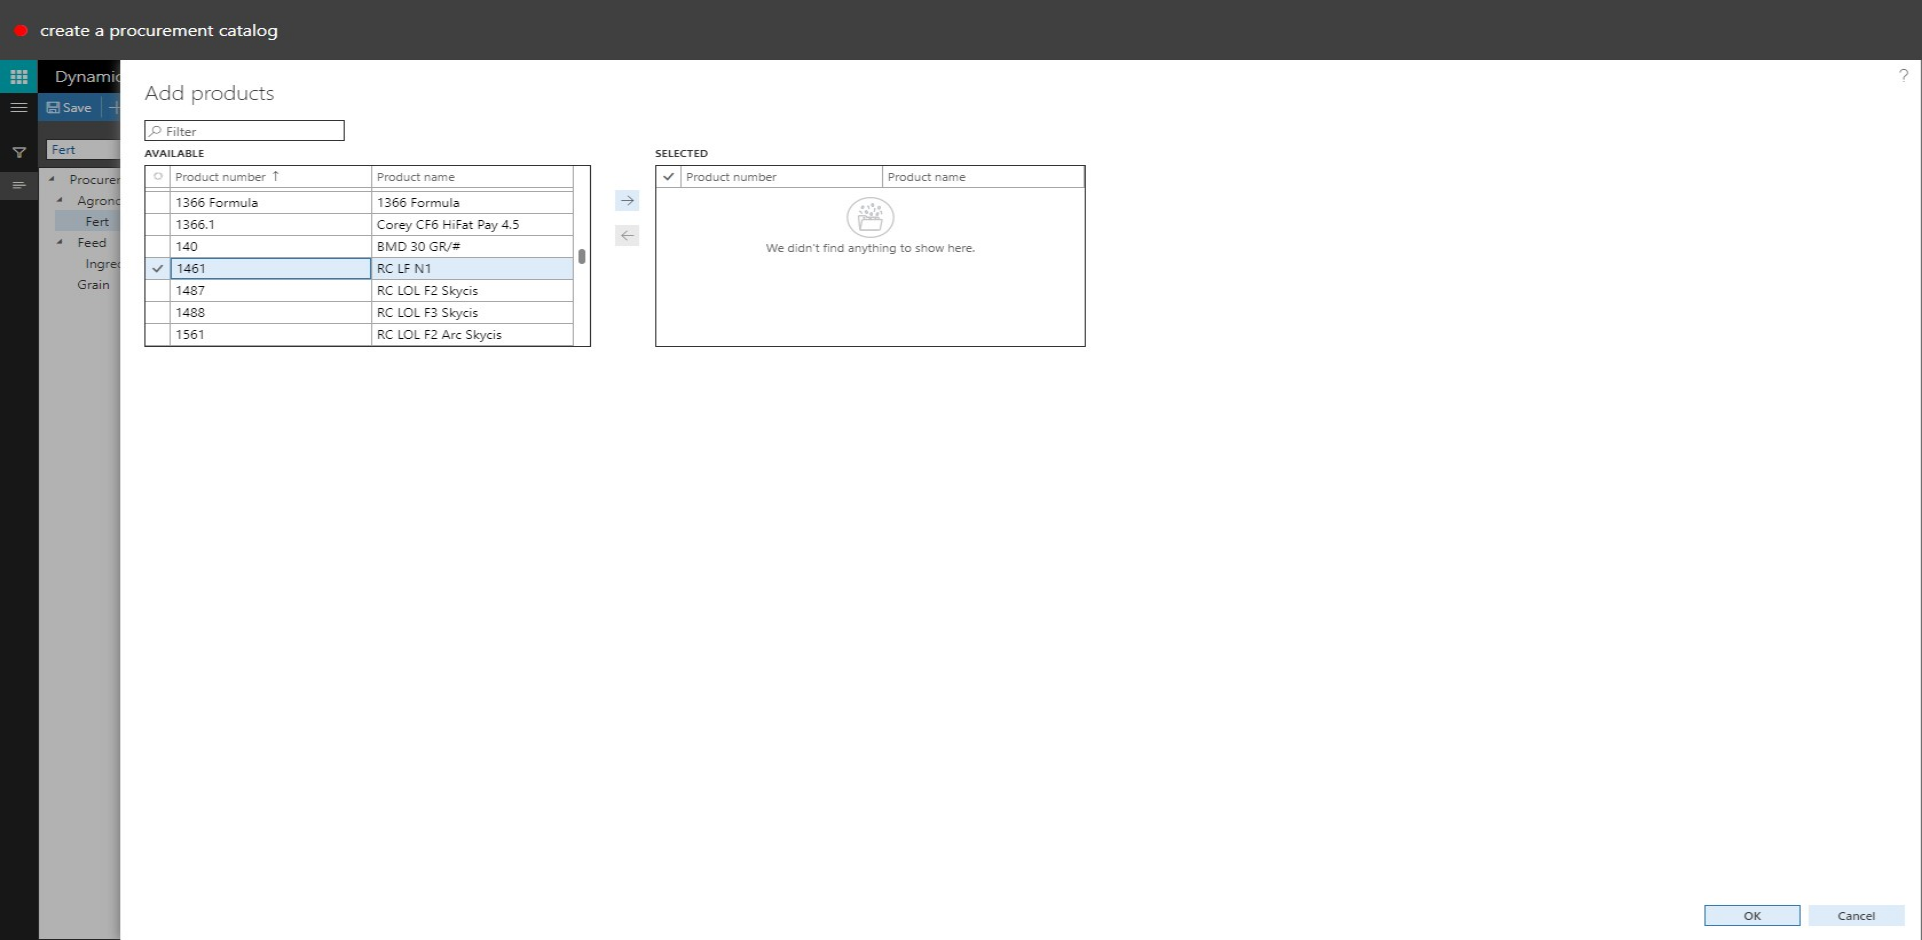 create a procurement catalog
Dynamic
Save
Fert
Procurer
Agrono
Fert
Feed
Ingred
Grain
?
Add products
Filter
AVAILABLE
Product number ↑ Product name
1366 Formula 1366 Formula
1366.1 Corey CF6 HiFat Pay 4.5
140 BMD 30 GR/#
1461 RC LF N1
1487 RC LOL F2 Skycis
1488 RC LOL F3 Skycis
1561 RC LOL F2 Arc Skycis
SELECTED
Product number Product name
We didn't find anything to show here.
OK Cancel